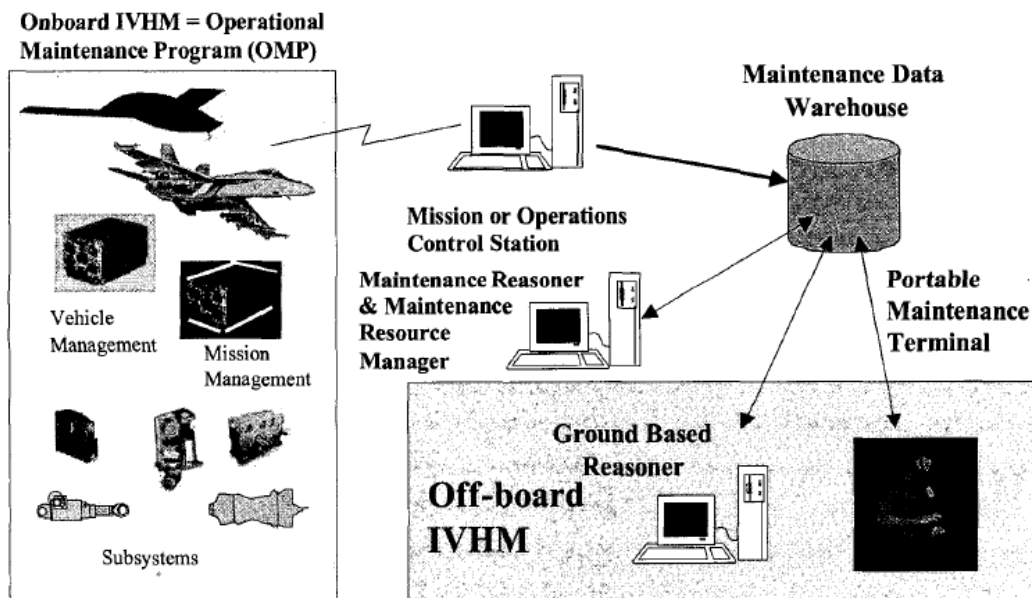 Onboard IVHM = Operational
Maintenance Program (OMP)
Maintenance Data
Warehouse
Mission or Operations
Control Station
Maintenance Reasoner
& Maintenance
Resource
Manager
Portable
Maintenance
Terminal
Vehicle
Management
Mission
Management
Ground Based
Reasoner
Off-board
IVHM
Subsystems